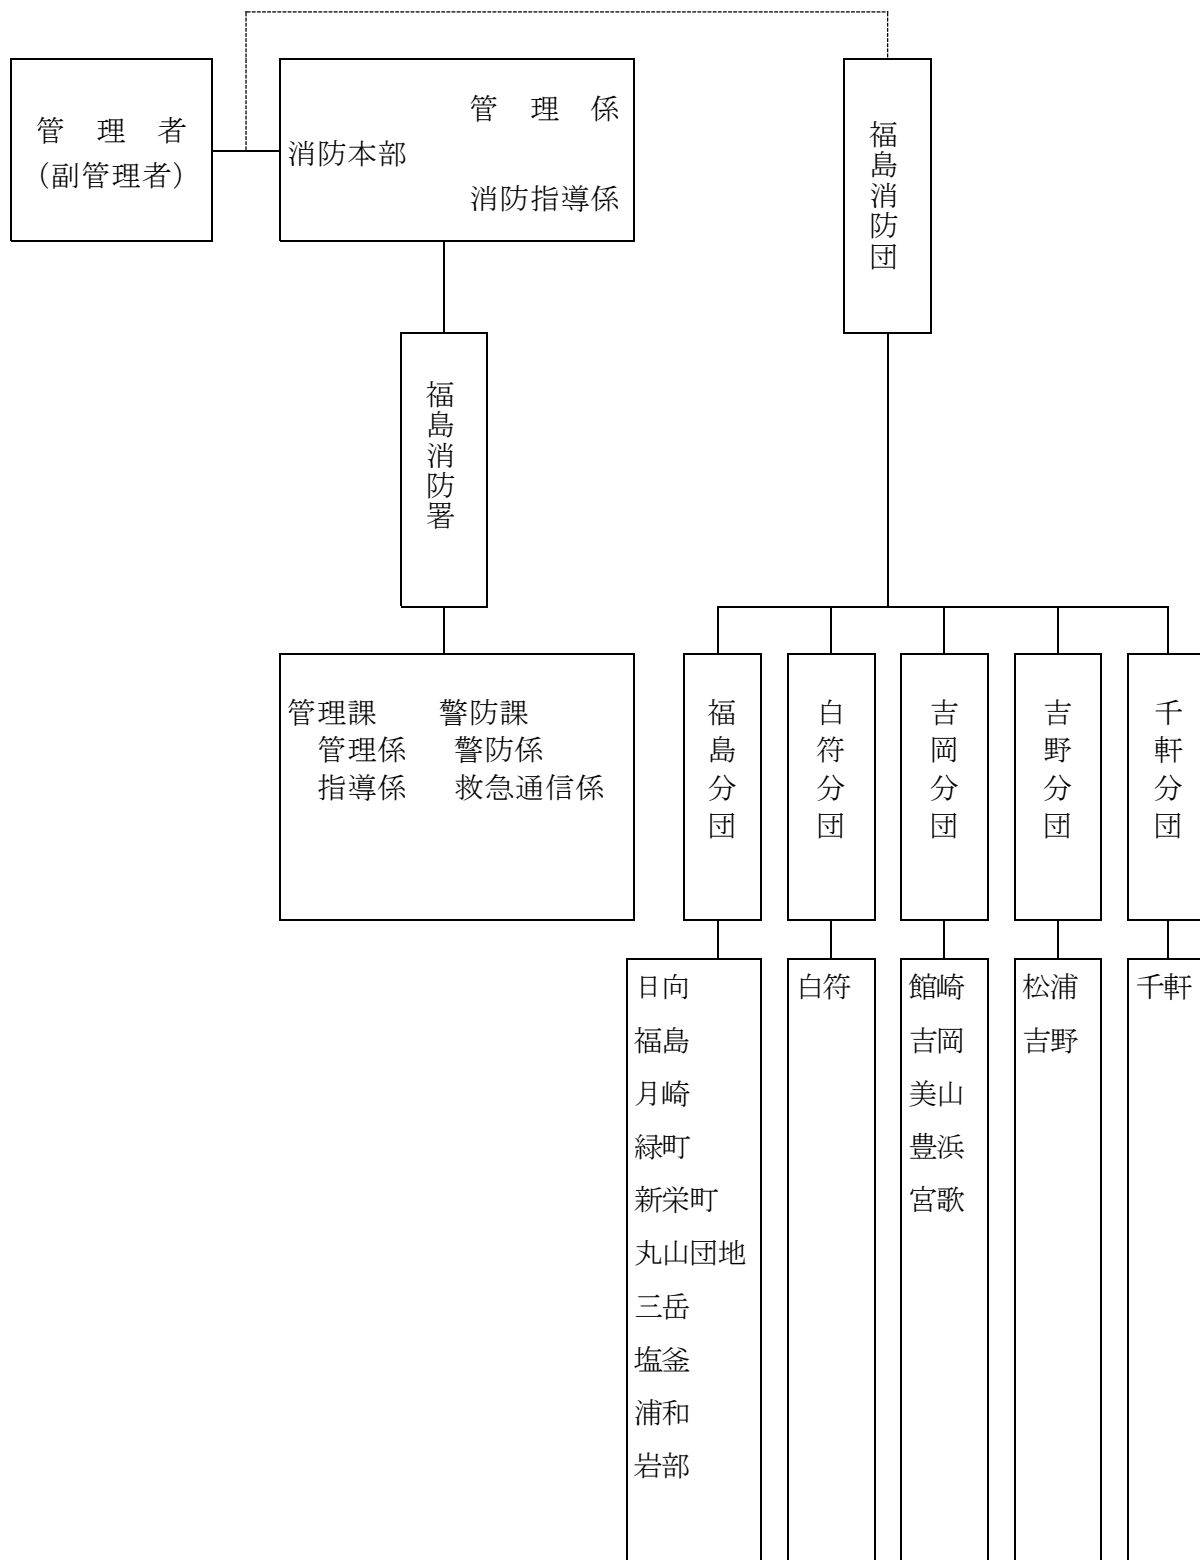 管　理　者
（副管理者）
管　理　係
消防本部
消防指導係
福島消防団
福島消防署
管理課　　警防課
管理係　　警防係
指導係　　救急通信係
福島分団
白符分団
吉岡分団
吉野分団
千軒分団
日向
福島
月崎
緑町
新栄町
丸山団地
三岳
塩釜
浦和
岩部
白符
館崎
吉岡
美山
豊浜
宮歌
松浦
吉野
千軒